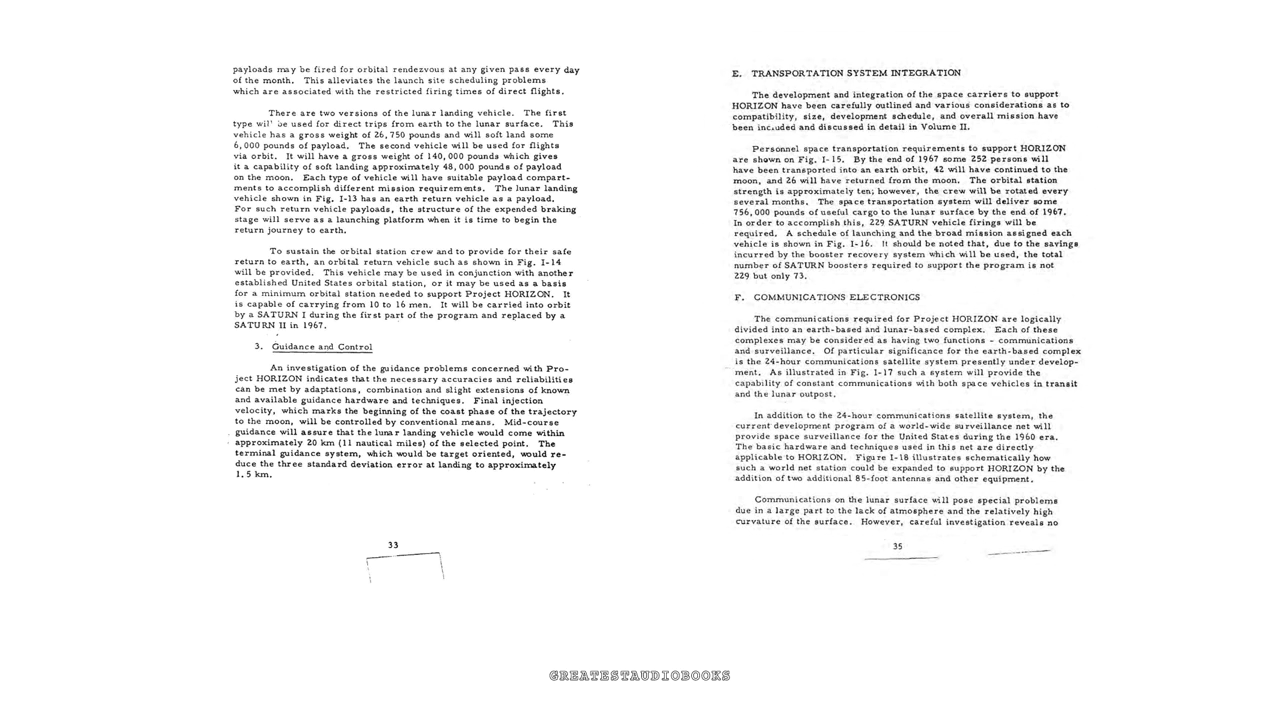 payloads may be fired for orbital rendezvous at any given pass every day
of the month. This alleviates the launch site scheduling problems
which are associated with the restricted firing times of direct flights.
There are two versions of the lunar landing vehicle. The first
type wil' be used for direct trips from earth to the lunar surface. This
vehicle has a gross weight of 26,750 pounds and will soft land some
6,000 pounds of payload. The second vehicle will be used for flights
via orbit. It will have a gross weight of 140,000 pounds which gives
it a capability of soft landing approximately 48,000 pounds of payload
on the moon. Each type of vehicle will have suitable payload compart-
ments to accomplish different mission requirements. The lunar landing
vehicle shown in Fig. I-13 has an earth return vehicle as a payload.
For such return vehicle payloads, the structure of the expended braking
stage will serve as a launching platform when it is time to begin the
return journey to earth.
To sustain the orbital station crew and to provide for their safe
return to earth, an orbital return vehicle such as shown in Fig. I-14
will be provided. This vehicle may be used in conjunction with another
established United States orbital station, or it may be used as a basis
for a minimum orbital station needed to support Project HORIZON. It
is capable of carrying from 10 to 16 men. It will be carried into orbit
by a SATURN I during the first part of the program and replaced by a
SATURN II in 1967.
3. Guidance and Control
An investigation of the guidance problems concerned with Pro-
ject HORIZON indicates that the necessary accuracies and reliabilities
can be met by adaptations, combination and slight extensions of known
and available guidance hardware and techniques. Final injection
velocity, which marks the beginning of the coast phase of the trajectory
to the moon, will be controlled by conventional means. Mid-course
guidance will assure that the lunar landing vehicle would come within
approximately 20 km (11 nautical miles) of the selected point. The
terminal guidance system, which would be target oriented, would re-
duce the three standard deviation error at landing to approximately
1.5 km.
33
E. TRANSPORTATION SYSTEM INTEGRATION
The development and integration of the space carriers to support
HORIZON have been carefully outlined and various considerations as to
compatibility, size, development schedule, and overall mission have
been included and discussed in detail in Volume II.
Personnel space transportation requirements to support HORIZON
are shown on Fig. I-15. By the end of 1967 some 252 persons will
have been transported into an earth orbit, 42 will have continued to the
moon, and 26 will have returned from the moon. The orbital station
strength is approximately ten; however, the crew will be rotated every
several months. The space transportation system will deliver some
756,000 pounds of useful cargo to the lunar surface by the end of 1967.
In order to accomplish this, 229 SATURN vehicle firings will be
required. A schedule of launching and the broad mission assigned each
vehicle is shown in Fig. I-16. It should be noted that, due to the savings
incurred by the booster recovery system which will be used, the total
number of SATURN boosters required to support the program is not
229 but only 73.
F. COMMUNICATIONS ELECTRONICS
The communications required for Project HORIZON are logically
divided into an earth-based and lunar-based complex. Each of these
complexes may be considered as having two functions - communications
and surveillance. Of particular significance for the earth-based complex
is the 24-hour communications satellite system presently under develop-
ment. As illustrated in Fig. I-17 such a system will provide the
capability of constant communications with both space vehicles in transit
and the lunar outpost.
In addition to the 24-hour communications satellite system, the
current development program of a world-wide surveillance net will
provide space surveillance for the United States during the 1960 era.
The basic hardware and techniques used in this net are directly
applicable to HORIZON. Figure I-18 illustrates schematically how
such a world net station could be expanded to support HORIZON by the
addition of two additional 85-foot antennas and other equipment.
Communications on the lunar surface will pose special problems
due in a large part to the lack of atmosphere and the relatively high
curvature of the surface. However, careful investigation reveals no
35
GREATESTAUDIOBOOKS